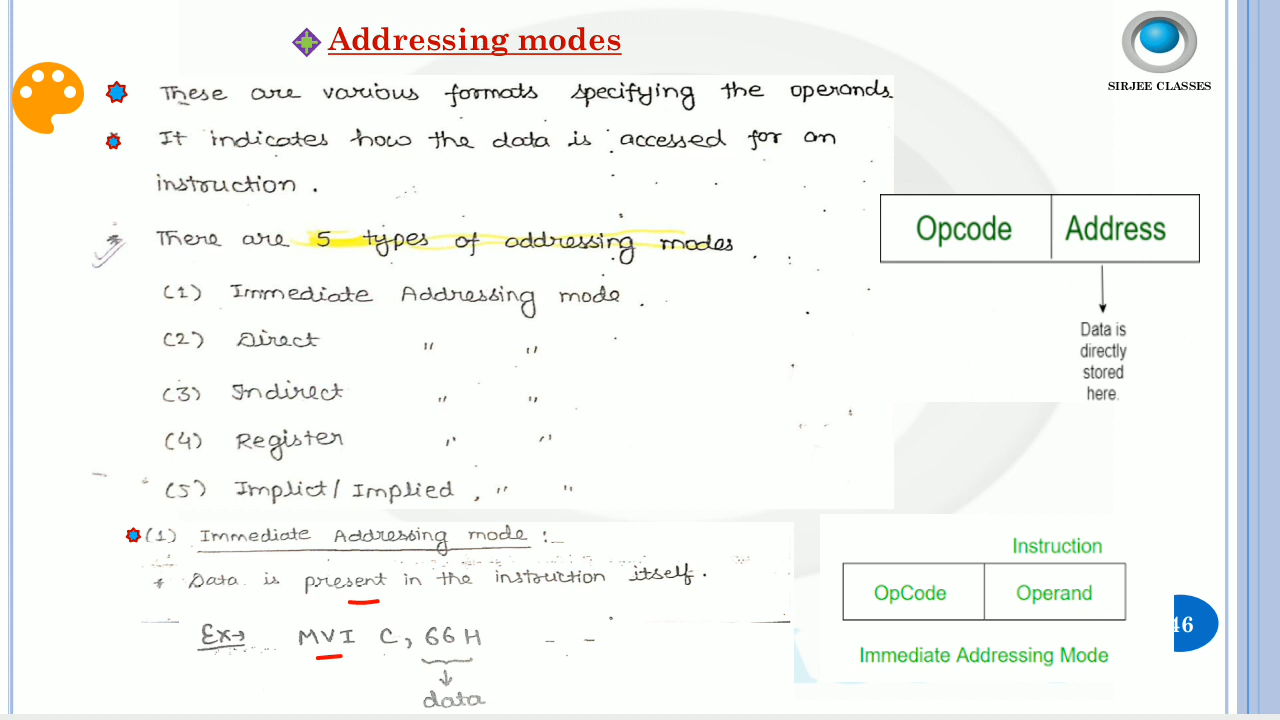 Addressing modes
SIRJEE CLASSES
These are various formats specifying the operands.
It indicates how the data is accessed for an
instruction.
* There are 5 types of addressing modes.
(1) Immediate Addressing mode.
(2) Direct " "
(3) Indirect " "
(4) Register " "
(5) Implict/Implied, " "
Opcode Address
Data is
directly
stored
here.
(1) Immediate Addressing mode :-
* Data is present in the instruction itself.
Ex→ MVI C, 66H - -
↓
data
Instruction
OpCode Operand
Immediate Addressing Mode
46